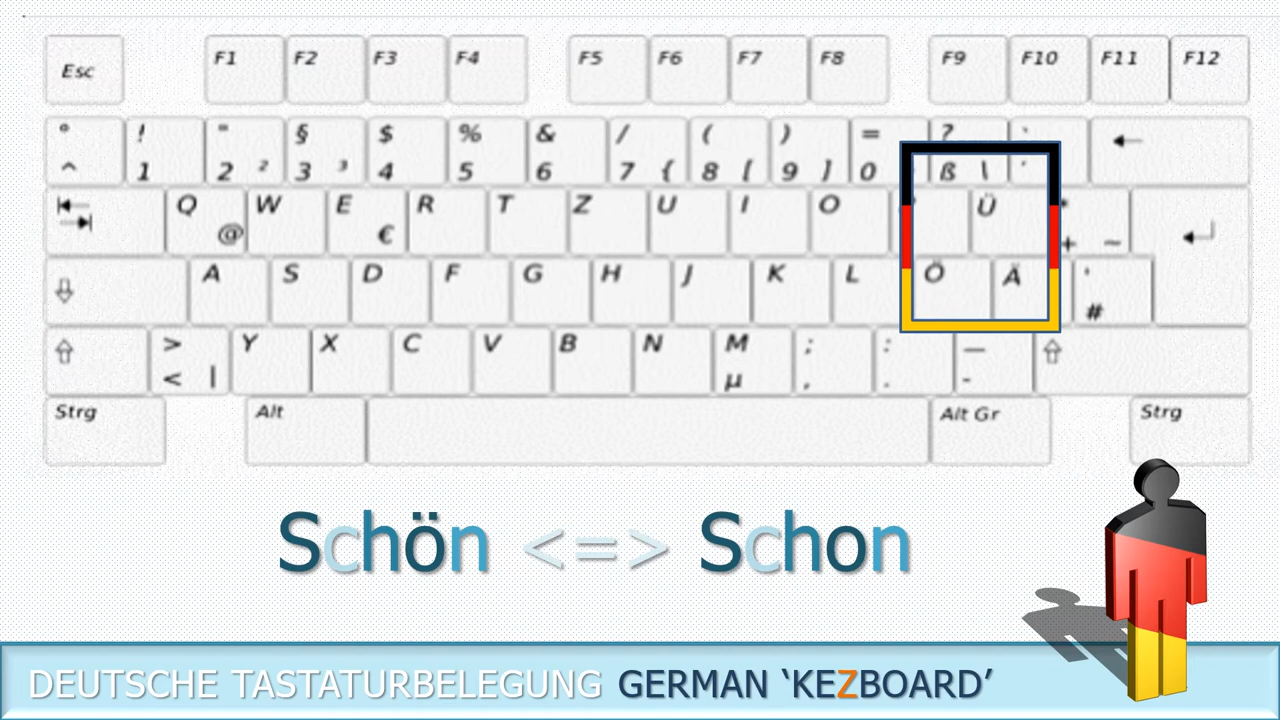 Esc F1 F2 F3 F4 F5 F6 F7 F8 F9 F10 F11 F12
° ! " § $ % & / ( ) = ? `
^ 1 2 ² 3 ³ 4 5 6 7 { 8 [ 9 ] 0 ß \ ´
Q W E R T Z U I O Ü *
@ € + ~
A S D F G H J K L Ö Ä '
#
> Y X C V B N M ; : —
< | µ , . -
Strg Alt Alt Gr Strg
Schön <=> Schon
DEUTSCHE TASTATURBELEGUNG GERMAN ‘KEZBOARD’